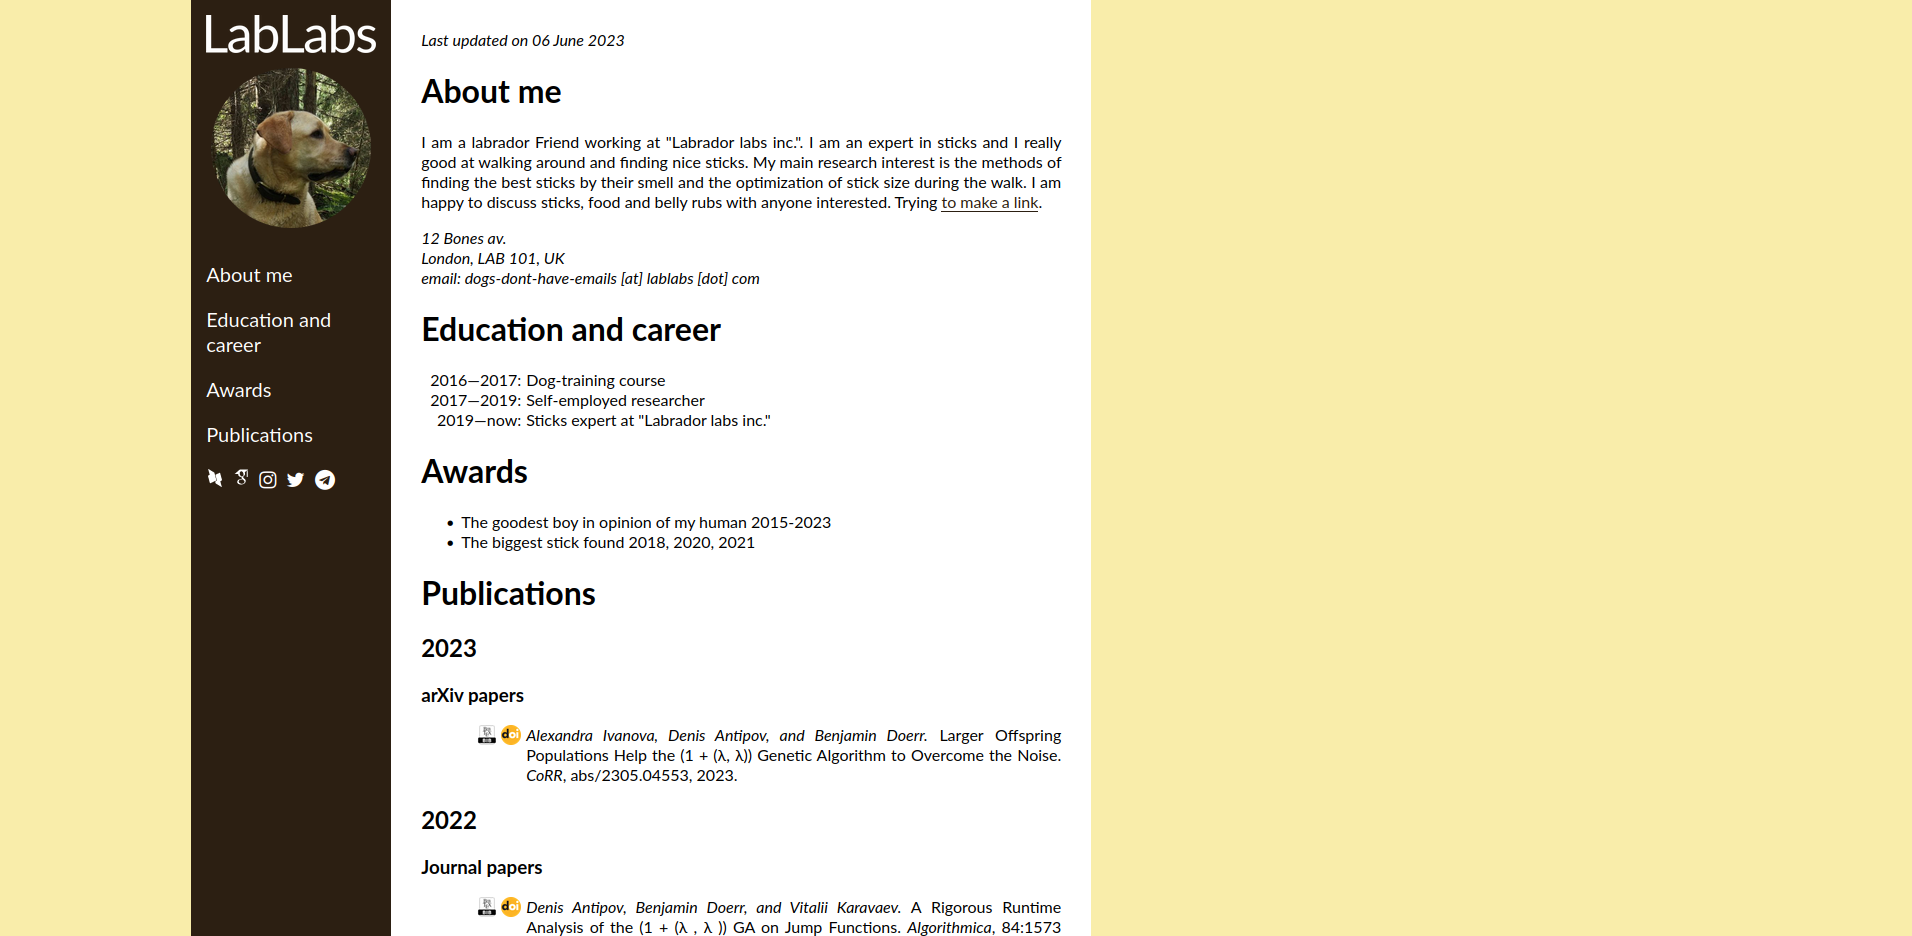 LabLabs
About me
Education and
career
Awards
Publications
Last updated on 06 June 2023
About me
I am a labrador Friend working at "Labrador labs inc.". I am an expert in sticks and I really
good at walking around and finding nice sticks. My main research interest is the methods of
finding the best sticks by their smell and the optimization of stick size during the walk. I am
happy to discuss sticks, food and belly rubs with anyone interested. Trying to make a link.
12 Bones av.
London, LAB 101, UK
email: dogs-dont-have-emails [at] lablabs [dot] com
Education and career
2016—2017: Dog-training course
2017—2019: Self-employed researcher
2019—now: Sticks expert at "Labrador labs inc."
Awards
• The goodest boy in opinion of my human 2015-2023
• The biggest stick found 2018, 2020, 2021
Publications
2023
arXiv papers
doi Alexandra Ivanova, Denis Antipov, and Benjamin Doerr. Larger Offspring
Populations Help the (1 + (λ, λ)) Genetic Algorithm to Overcome the Noise.
CoRR, abs/2305.04553, 2023.
2022
Journal papers
doi Denis Antipov, Benjamin Doerr, and Vitalii Karavaev. A Rigorous Runtime
Analysis of the (1 + (λ , λ )) GA on Jump Functions. Algorithmica, 84:1573